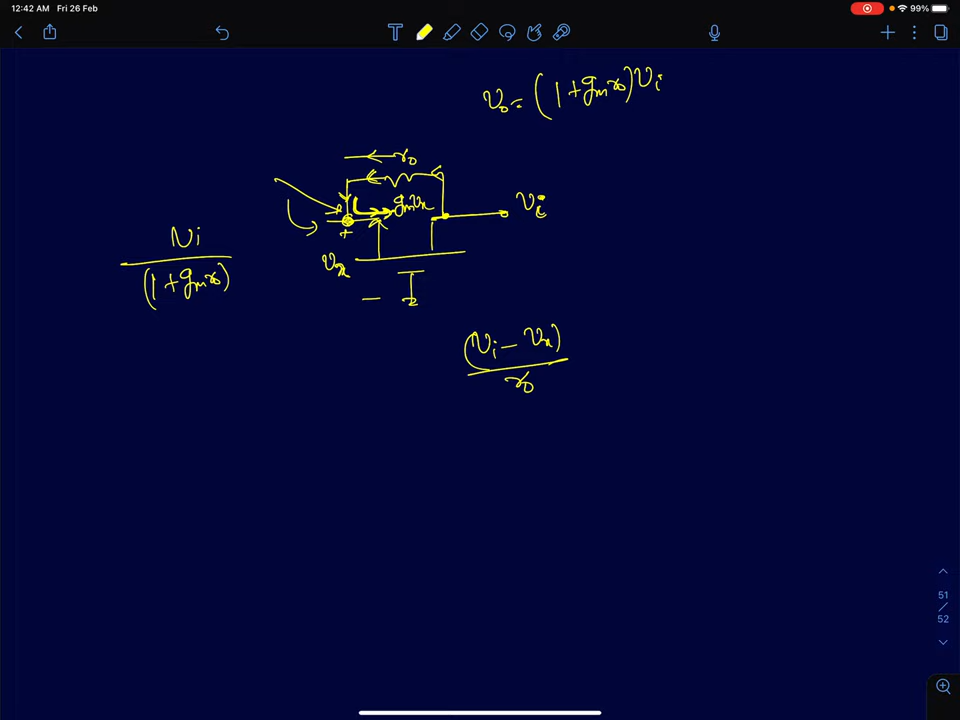 12:42 AM Fri 26 Feb
99%
v₀ = (1 + gₘr₀) vᵢ
r₀
gₘvₓ
vᵢ
+
vᵢ
(1 + gₘr₀)
vₓ
−
(vᵢ − vₓ)
r₀
51
/
52